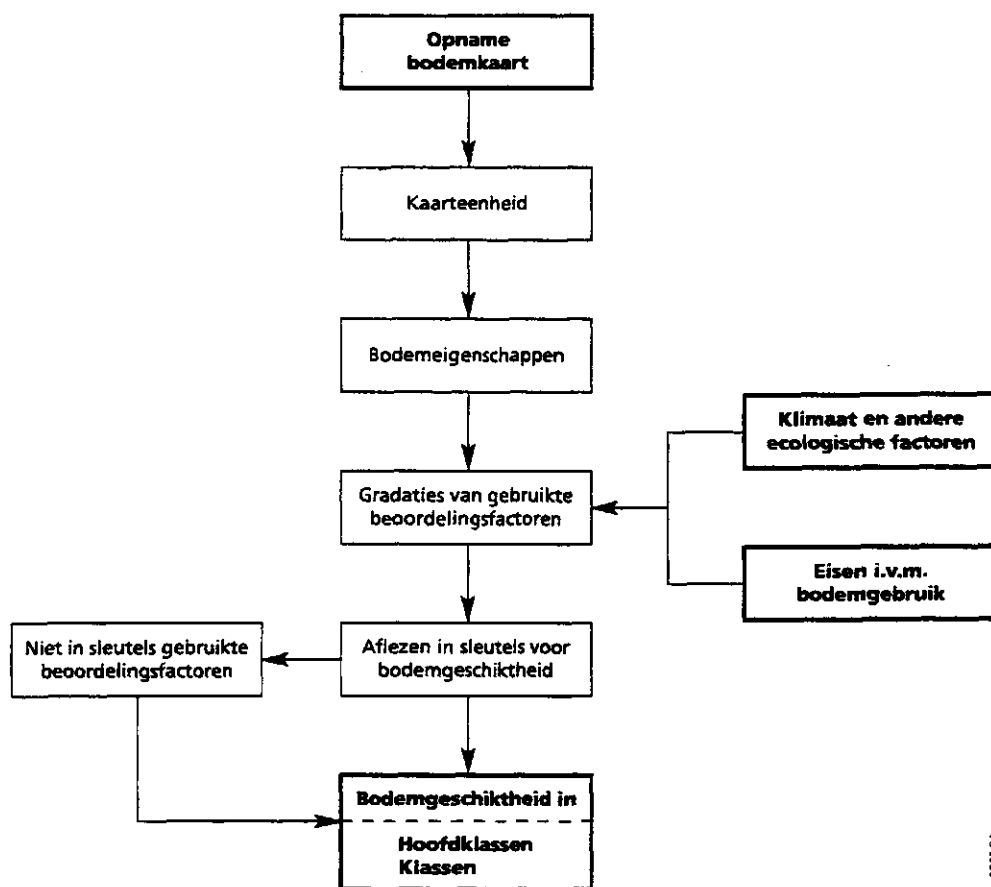 Opname
bodemkaart
Kaarteenheid
Bodemeigenschappen
Klimaat en andere
ecologische factoren
Gradaties van gebruikte
beoordelingsfactoren
Eisen i.v.m.
bodemgebruik
Niet in sleutels gebruikte
beoordelingsfactoren
Aflezen in sleutels voor
bodemgeschiktheid
Bodemgeschiktheid in
Hoofdklassen
Klassen